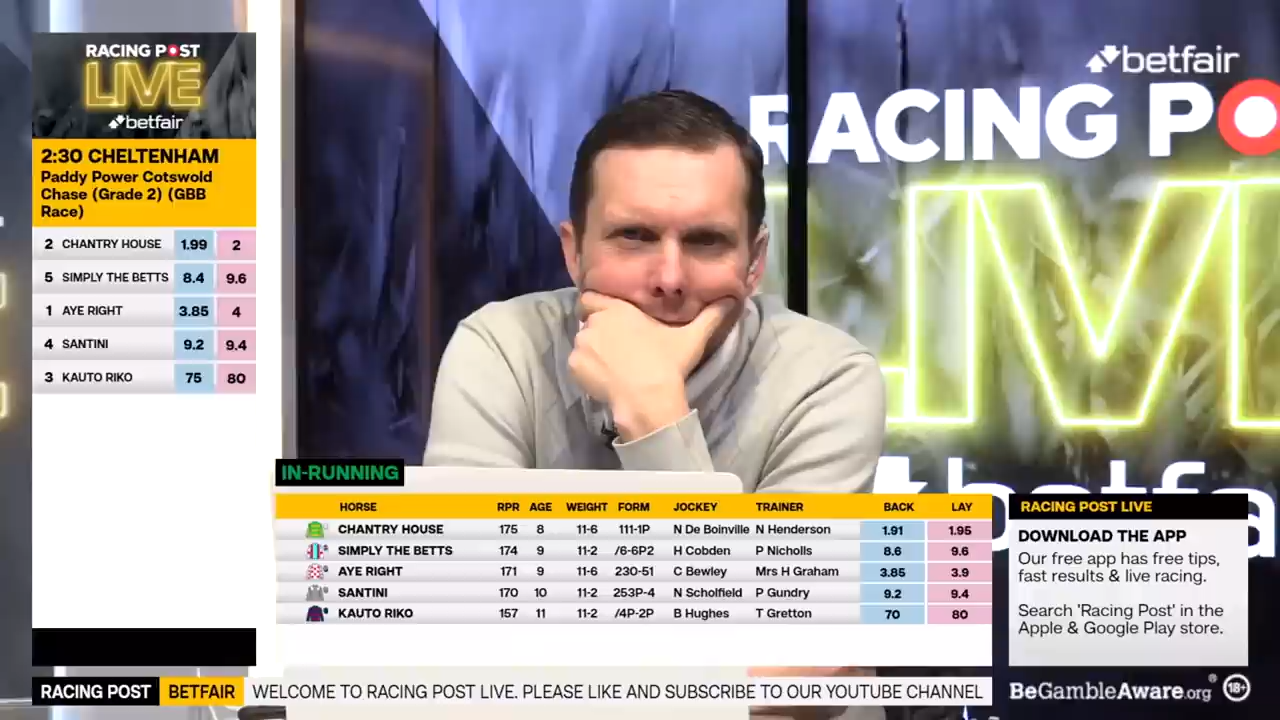 RACING POST
LIVE
betfair
2:30 CHELTENHAM
Paddy Power Cotswold
Chase (Grade 2) (GBB
Race)
2 CHANTRY HOUSE 1.99 2
5 SIMPLY THE BETTS 8.4 9.6
1 AYE RIGHT 3.85 4
4 SANTINI 9.2 9.4
3 KAUTO RIKO 75 80
betfair
RACING PO
LIVE
betfa
IN-RUNNING
HORSE RPR AGE WEIGHT FORM JOCKEY TRAINER BACK LAY
CHANTRY HOUSE 175 8 11-6 111-1P N De Boinville N Henderson 1.91 1.95
SIMPLY THE BETTS 174 9 11-2 /6-6P2 H Cobden P Nicholls 8.6 9.6
AYE RIGHT 171 9 11-6 230-51 C Bewley Mrs H Graham 3.85 3.9
SANTINI 170 10 11-2 253P-4 N Scholfield P Gundry 9.2 9.4
KAUTO RIKO 157 11 11-2 /4P-2P B Hughes T Gretton 70 80
RACING POST LIVE
DOWNLOAD THE APP
Our free app has free tips,
fast results & live racing.
Search 'Racing Post' in the
Apple & Google Play store.
RACING POST BETFAIR WELCOME TO RACING POST LIVE. PLEASE LIKE AND SUBSCRIBE TO OUR YOUTUBE CHANNEL
BeGambleAware.org® 18+